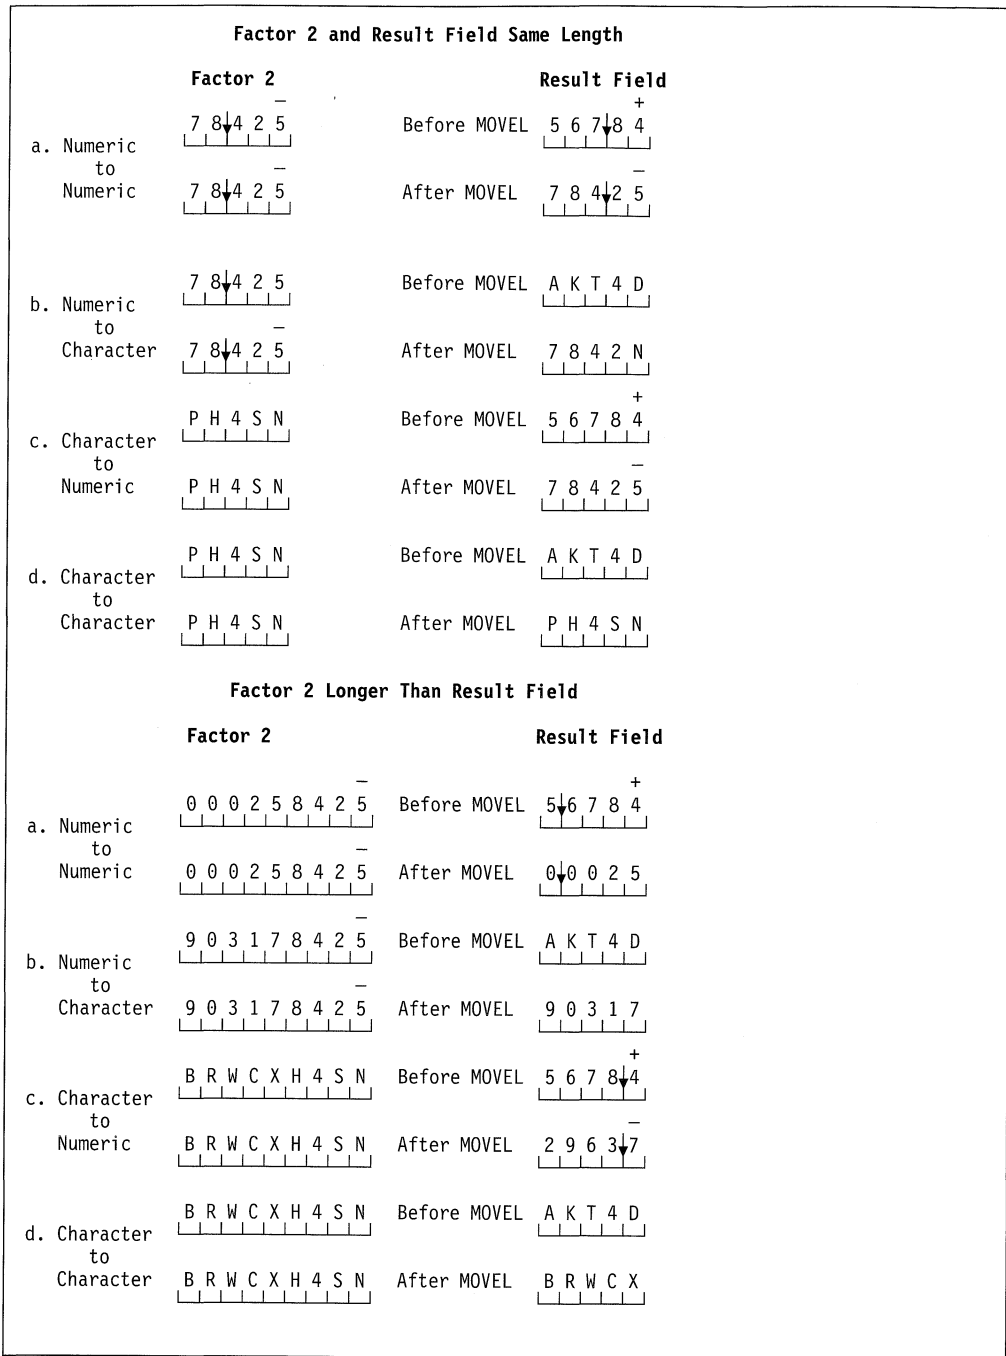 Factor 2 and Result Field Same Length
Factor 2 Result Field
− +
7 8 4 2 5 Before MOVEL 5 6 7 8 4
a. Numeric
to − −
Numeric 7 8 4 2 5 After MOVEL 7 8 4 2 5
7 8 4 2 5 Before MOVEL A K T 4 D
b. Numeric
to −
Character 7 8 4 2 5 After MOVEL 7 8 4 2 N
+
P H 4 S N Before MOVEL 5 6 7 8 4
c. Character
to −
Numeric P H 4 S N After MOVEL 7 8 4 2 5
P H 4 S N Before MOVEL A K T 4 D
d. Character
to
Character P H 4 S N After MOVEL P H 4 S N
Factor 2 Longer Than Result Field
Factor 2 Result Field
− +
0 0 0 2 5 8 4 2 5 Before MOVEL 5 6 7 8 4
a. Numeric
to −
Numeric 0 0 0 2 5 8 4 2 5 After MOVEL 0 0 0 2 5
−
9 0 3 1 7 8 4 2 5 Before MOVEL A K T 4 D
b. Numeric
to −
Character 9 0 3 1 7 8 4 2 5 After MOVEL 9 0 3 1 7
+
B R W C X H 4 S N Before MOVEL 5 6 7 8 4
c. Character
to −
Numeric B R W C X H 4 S N After MOVEL 2 9 6 3 7
B R W C X H 4 S N Before MOVEL A K T 4 D
d. Character
to
Character B R W C X H 4 S N After MOVEL B R W C X